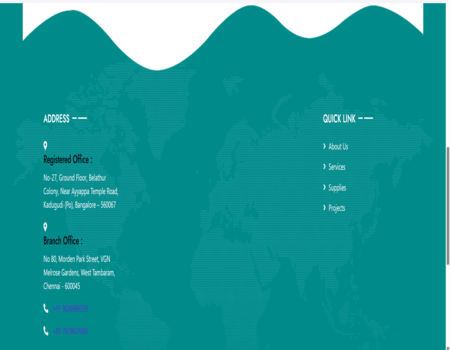 ADDRESS
QUICK LINK
Registered Office :
No-27, Ground Floor, Belathur
Colony, Near Ayyappa Temple Road,
Kadugudi (Po), Bangalore – 560067
Branch Office :
No 80, Morden Park Street, VGN
Melrose Gardens, West Tambaram,
Chennai – 600045
About Us
Services
Supplies
Projects